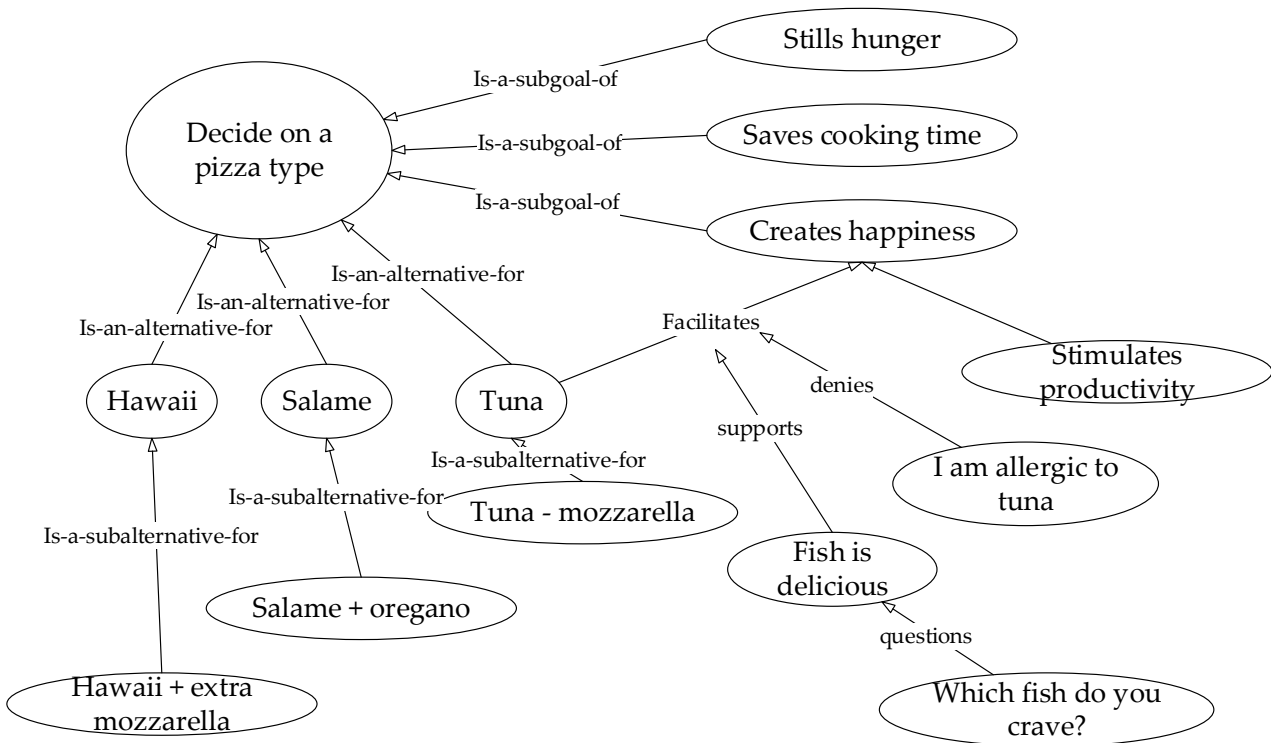 Stills hunger
Is-a-subgoal-of
Decide on a
pizza type
Saves cooking time
Is-a-subgoal-of
Is-a-subgoal-of
Creates happiness
Is-an-alternative-for
Is-an-alternative-for
Is-an-alternative-for
Facilitates
Stimulates
productivity
Hawaii
Salame
Tuna
denies
supports
Is-a-subalternative-for
I am allergic to
tuna
Is-a-subalternative-for
Tuna - mozzarella
Is-a-subalternative-for
Fish is
delicious
Salame + oregano
questions
Hawaii + extra
mozzarella
Which fish do you
crave?